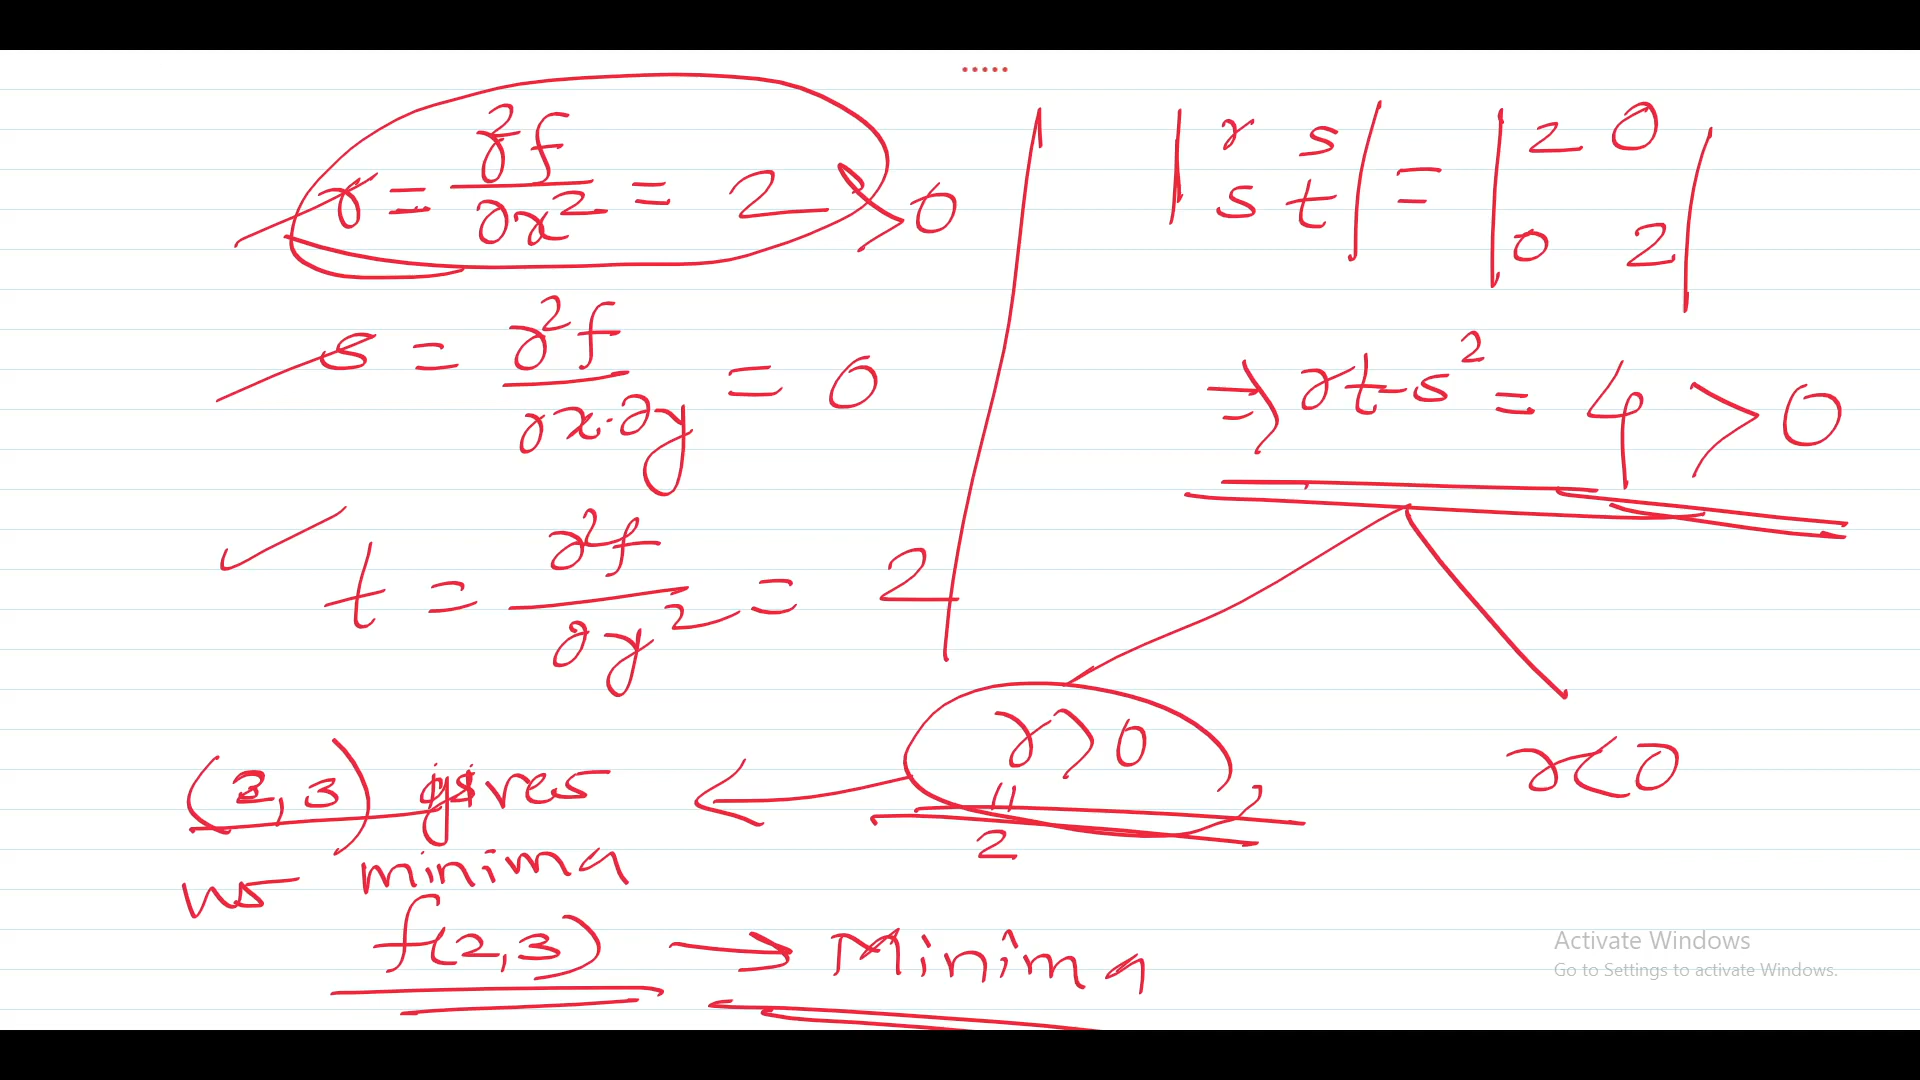 r = ∂²f/∂x² = 2 > 0
s = ∂²f/∂x·∂y = 0
t = ∂²f/∂y² = 2
| r s | = | 2 0 |
| s t | | 0 2 |
⇒ rt-s² = 4 > 0
r>0,
r<0
"
2
(2,3) gives
us minima
f(2,3) → Minima
Activate Windows
Go to Settings to activate Windows.